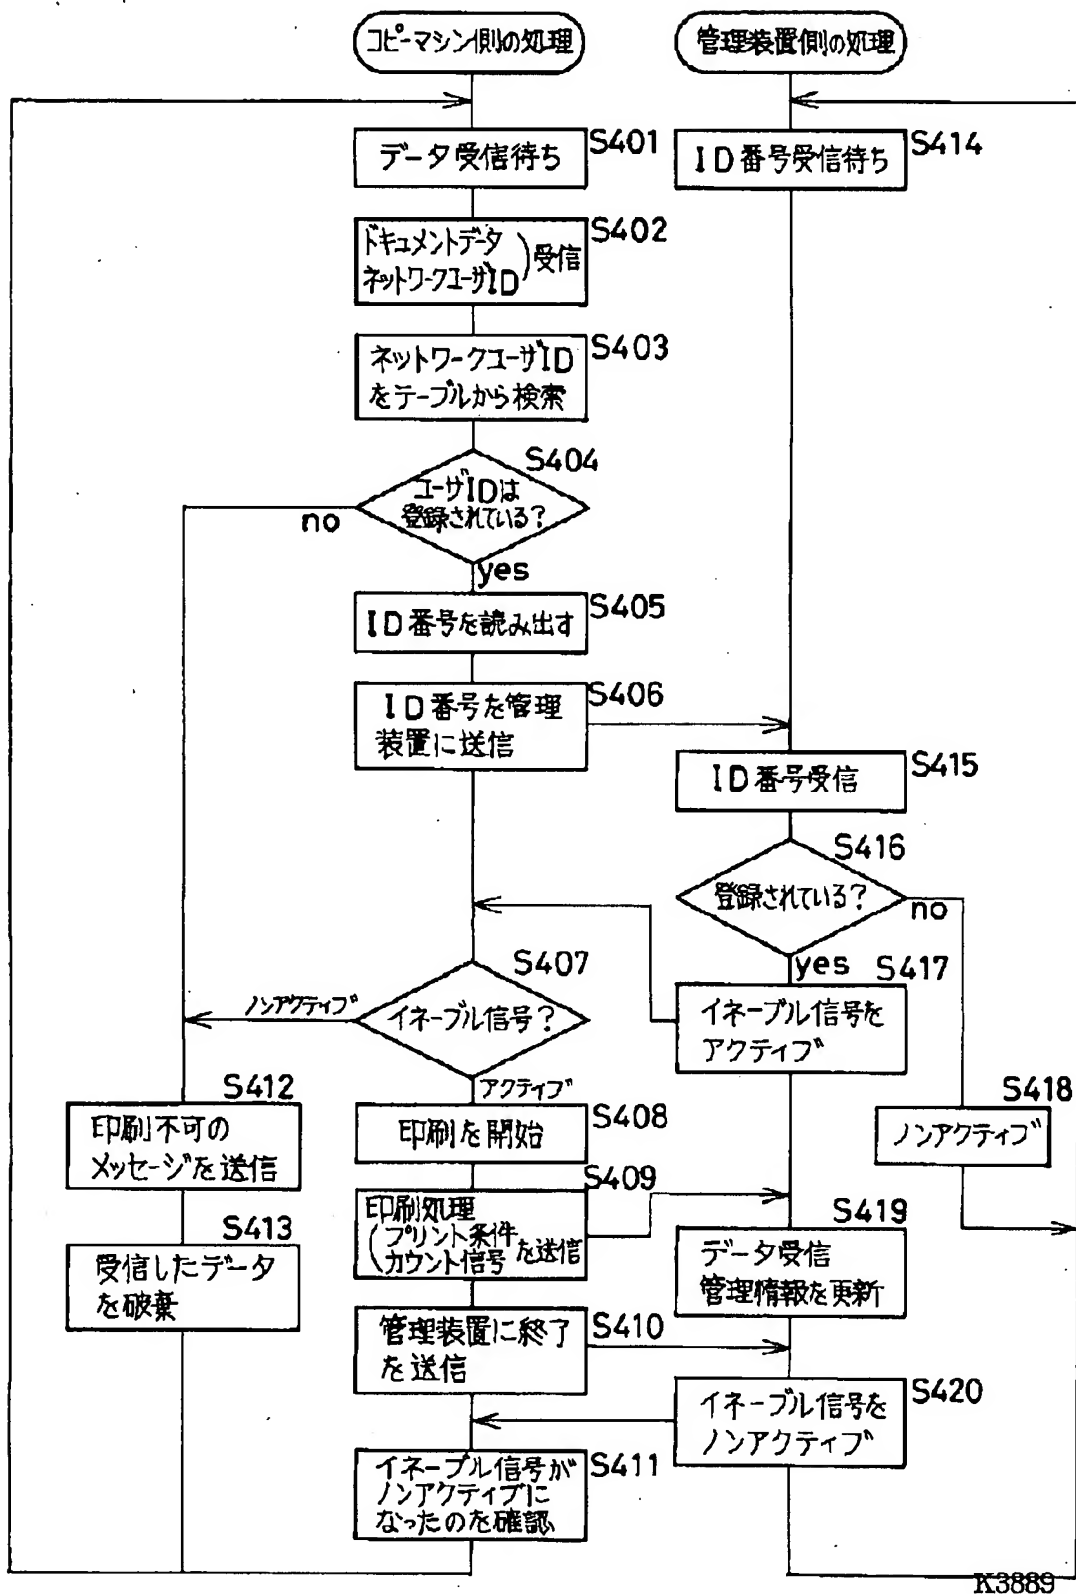 コピーマシン側の処理
データ受信待ち
S401
ドキュメントデータ
ネットワークユーザID
)受信
S402
ネットワークユーザID
をテーブルから検索
S403
S404
ユーザIDは
登録されている?
no
yes
ID番号を読み出す
S405
ID番号を管理
装置に送信
S406
S407
イネーブル信号?
ノンアクティブ
アクティブ
印刷を開始
S408
S409
印刷処理
(プリント条件
カウント信号 を送信
管理装置に終了
を送信
S410
イネーブル信号が
ノンアクティブに
なったのを確認
S411
S412
印刷不可の
メッセージを送信
S413
受信したデータ
を破棄
管理装置側の処理
ID番号受信待ち
S414
ID番号受信
S415
S416
登録されている?
no
yes
S417
イネーブル信号を
アクティブ
S418
ノンアクティブ
S419
データ受信
管理情報を更新
イネーブル信号を
ノンアクティブ
S420
K3889